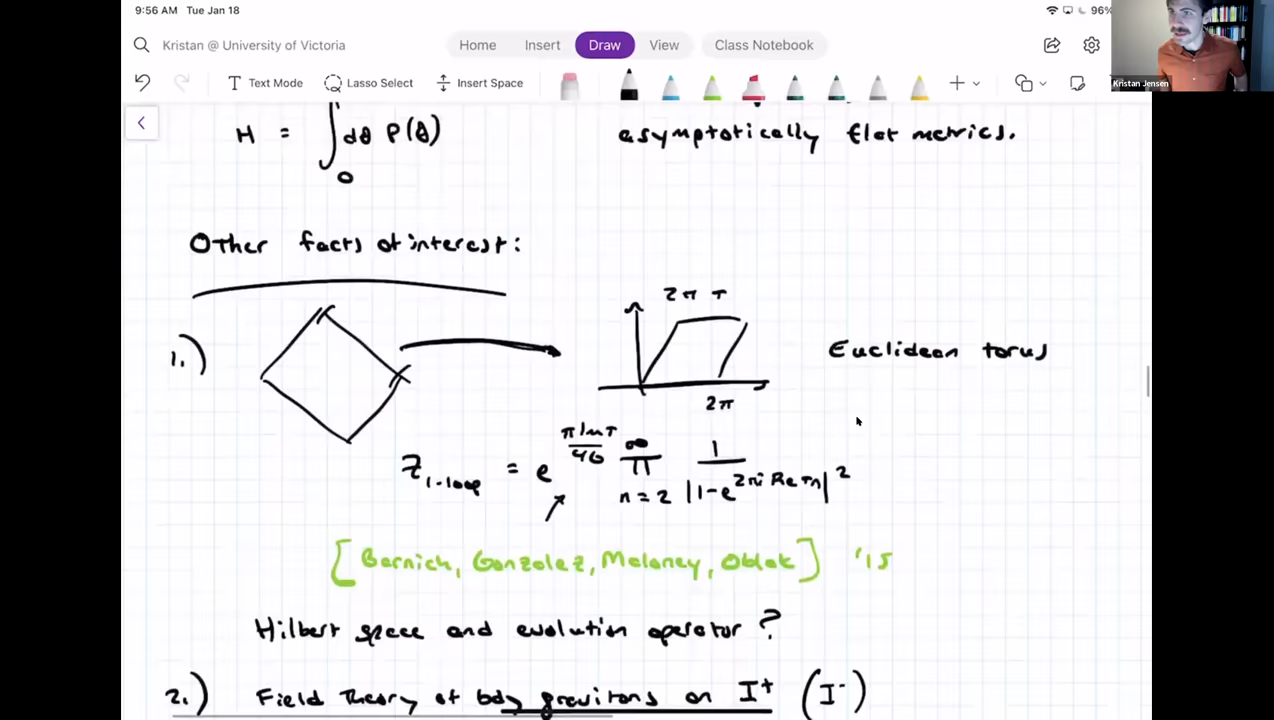 9:56 AM Tue Jan 18
96%
Kristan @ University of Victoria
Home Insert Draw View Class Notebook
Text Mode Lasso Select Insert Space
Kristan Jensen
H = ∫₀ dθ P(θ)
asymptotically flat metrics.
Other facts of interest:
1.)
2π τ
2π
Euclidean torus
Z_{1-loop} = e^{π Im τ / 4G} ∏_{n=2}^{∞} 1 / |1-e^{2πi Re τ n}|²
[Barnich, Gonzalez, Maloney, Oblak] '15
Hilbert space and evolution operator?
2.) Field Theory of bdy gravitons on I⁺ (I⁻)